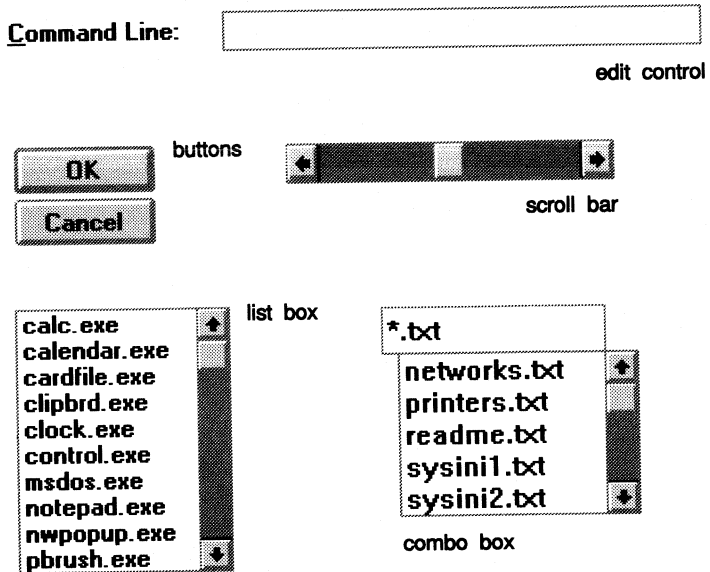 Command Line:
edit control
buttons
OK
Cancel
scroll bar
list box
calc.exe
calendar.exe
cardfile.exe
clipbrd.exe
clock.exe
control.exe
msdos.exe
notepad.exe
nwpopup.exe
pbrush.exe
*.txt
networks.txt
printers.txt
readme.txt
sysini1.txt
sysini2.txt
combo box